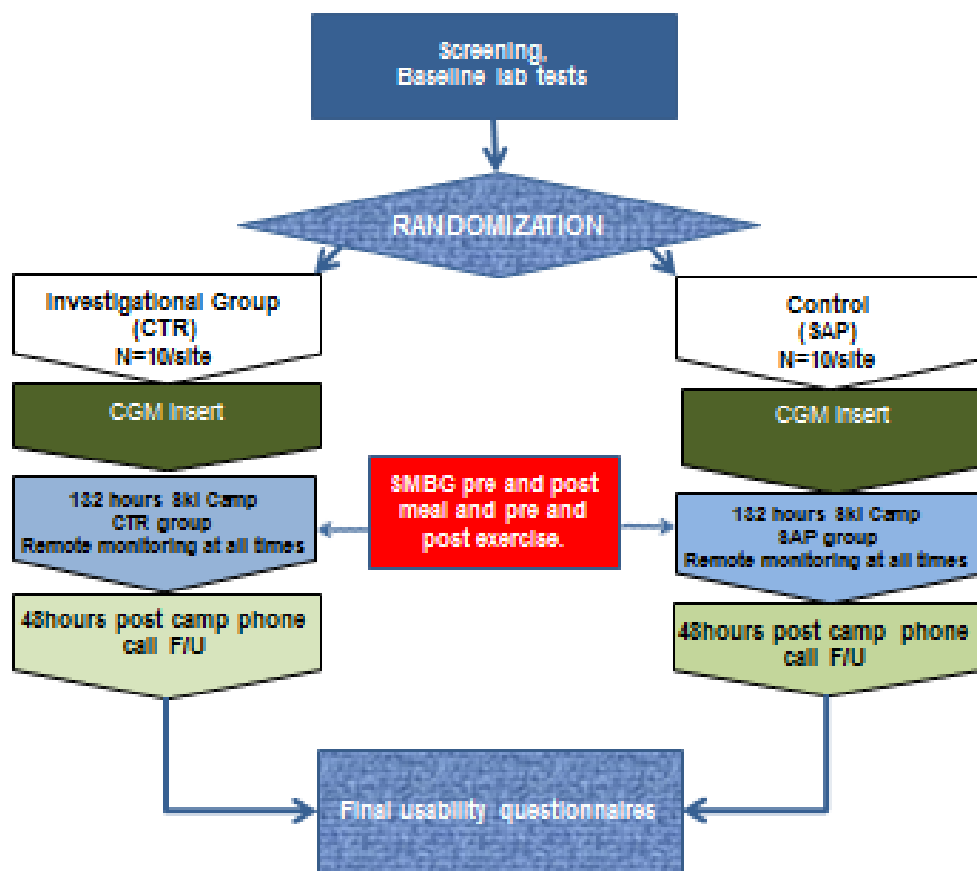 Screening,
Baseline lab tests
RANDOMIZATION
Investigational Group
(CTR)
N=10/site
Control
(SAP)
N=10/site
CGM Insert
CGM Insert
132 hours Ski Camp
CTR group
Remote monitoring at all times
SMBG pre and post
meal and pre and
post exercise.
132 hours Ski Camp
SAP group
Remote monitoring at all times
48hours post camp phone
call F/U
48hours post camp phone
call F/U
Final usability questionnaires